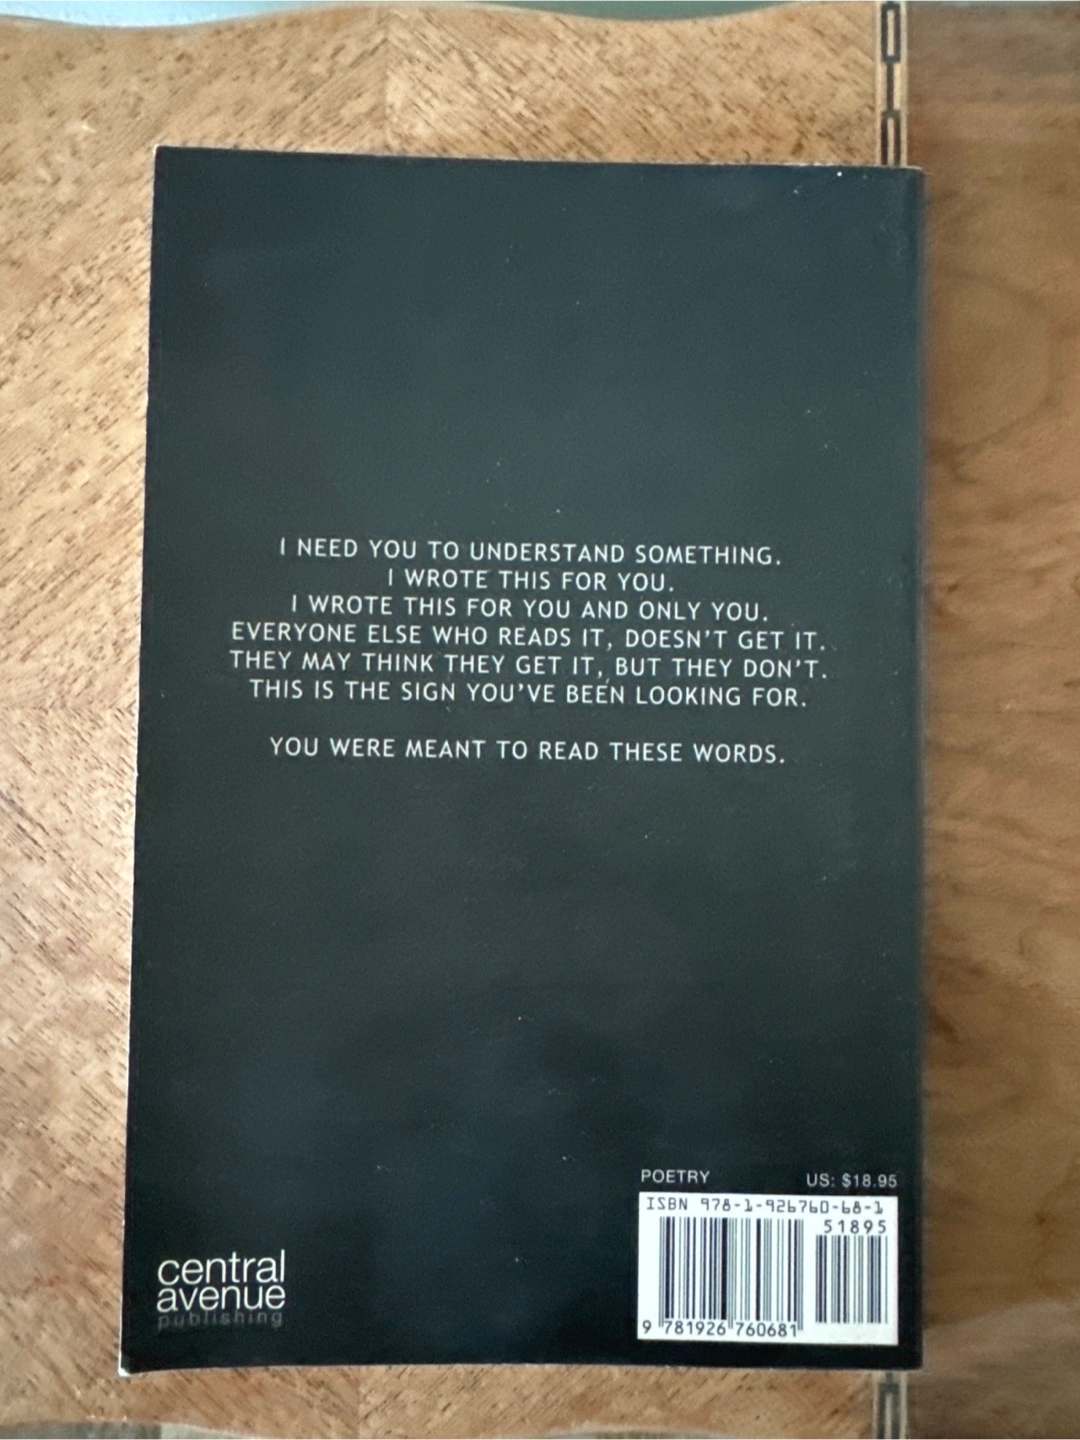 I NEED YOU TO UNDERSTAND SOMETHING.
I WROTE THIS FOR YOU.
I WROTE THIS FOR YOU AND ONLY YOU.
EVERYONE ELSE WHO READS IT, DOESN'T GET IT.
THEY MAY THINK THEY GET IT, BUT THEY DON'T.
THIS IS THE SIGN YOU'VE BEEN LOOKING FOR.
YOU WERE MEANT TO READ THESE WORDS.
POETRY US: $18.95
ISBN 978-1-926760-68-1
51895
9 781926 760681
central
avenue
publishing